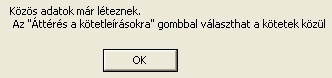 Közös adatok már léteznek.
Az "Áttérés a kötetleírásokra" gombbal választhat a kötetek közül
OK